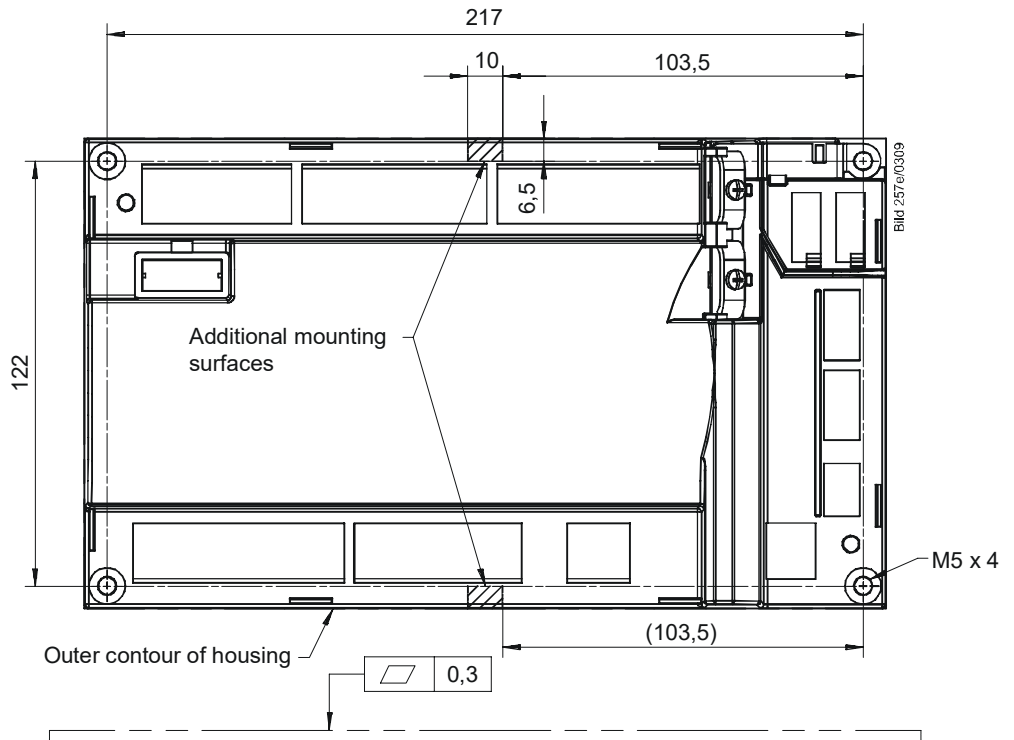 217
10
103,5
Bild 257e/0309
6,5
Additional mounting
surfaces
122
M5 x 4
(103,5)
Outer contour of housing
0,3